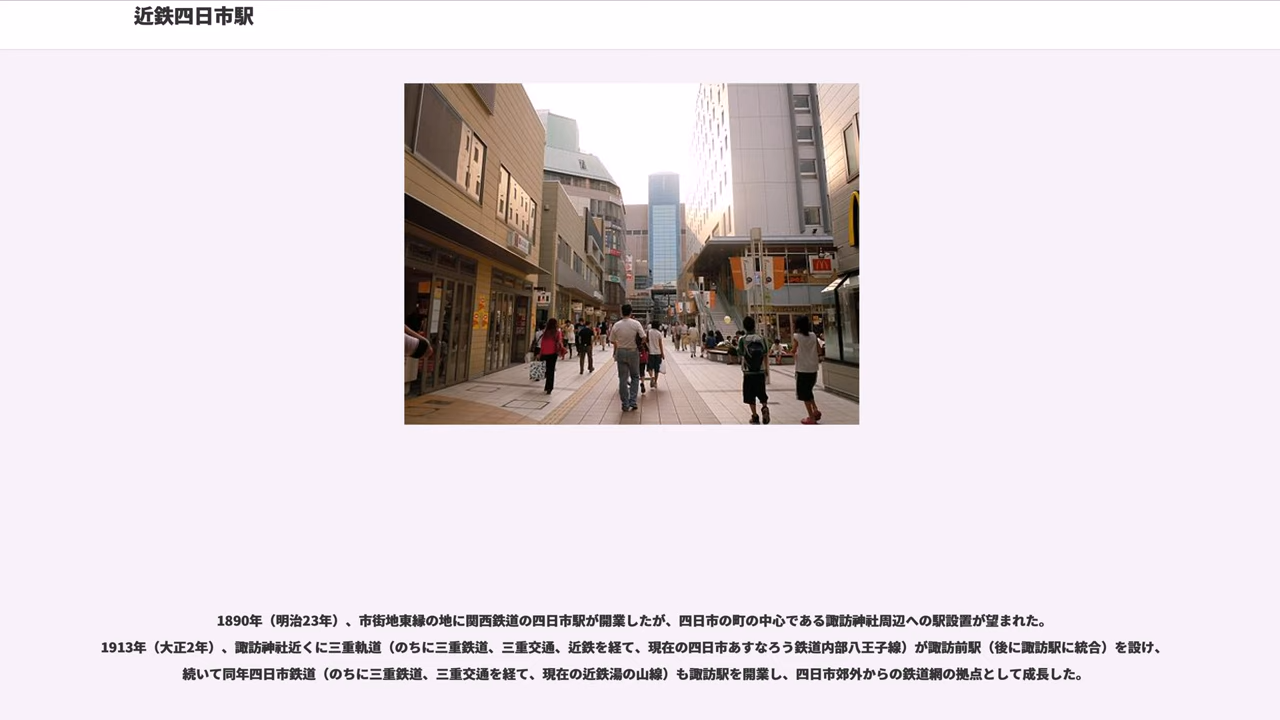 近鉄四日市駅
1890年（明治23年）、市街地東縁の地に関西鉄道の四日市駅が開業したが、四日市の町の中心である諏訪神社周辺への駅設置が望まれた。
1913年（大正2年）、諏訪神社近くに三重軌道（のちに三重鉄道、三重交通、近鉄を経て、現在の四日市あすなろう鉄道内部八王子線）が諏訪前駅（後に諏訪駅に統合）を設け、
続いて同年四日市鉄道（のちに三重鉄道、三重交通を経て、現在の近鉄湯の山線）も諏訪駅を開業し、四日市郊外からの鉄道網の拠点として成長した。